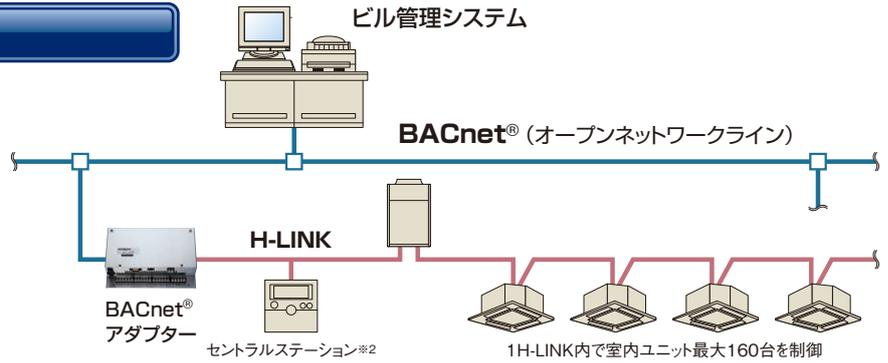 ビル管理システム
BACnet®（オープンネットワークライン）
H-LINK
BACnet®
アダプター
セントラルステーション※2
1H-LINK内で室内ユニット最大160台を制御